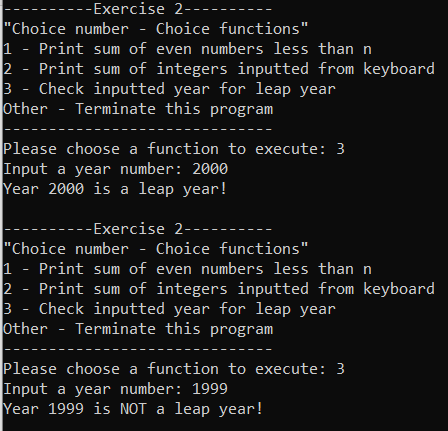 ----------Exercise 2----------
"Choice number - Choice functions"
1 - Print sum of even numbers less than n
2 - Print sum of integers inputted from keyboard
3 - Check inputted year for leap year
Other - Terminate this program
------------------------------
Please choose a function to execute: 3
Input a year number: 2000
Year 2000 is a leap year!

----------Exercise 2----------
"Choice number - Choice functions"
1 - Print sum of even numbers less than n
2 - Print sum of integers inputted from keyboard
3 - Check inputted year for leap year
Other - Terminate this program
------------------------------
Please choose a function to execute: 3
Input a year number: 1999
Year 1999 is NOT a leap year!